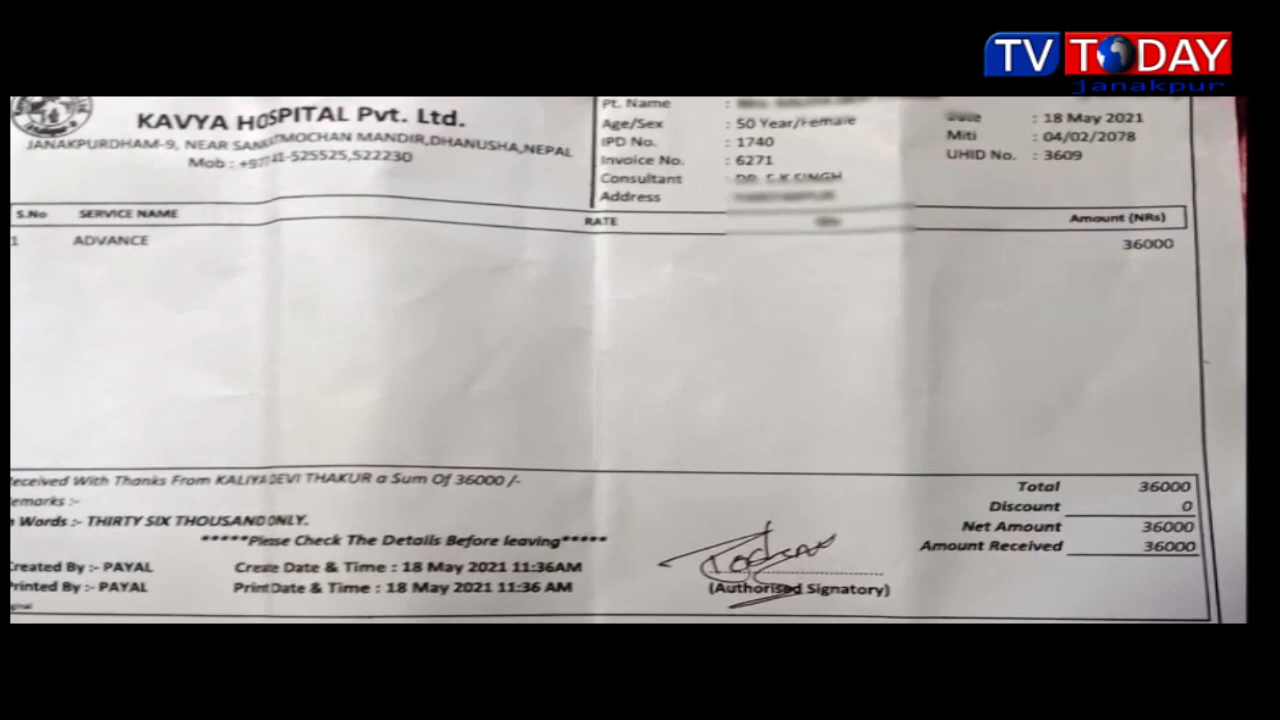 TV TODAY
Janakpur
KAVYA HOSPITAL Pvt. Ltd.
JANAKPURDHAM-9, NEAR SANKATMOCHAN MANDIR,DHANUSHA,NEPAL
Mob : +97741-525525,522230
Pt. Name :
Age/Sex : 50 Year/Female
IPD No. : 1740
Invoice No. : 6271
Consultant : DR. S.K SINGH
Address
Date : 18 May 2021
Miti : 04/02/2078
UHID No. : 3609
S.No SERVICE NAME RATE Amount (NRs)
1 ADVANCE 36000
Received With Thanks From KALIYADEVI THAKUR a Sum Of 36000 /-
Remarks :-
Words :- THIRTY SIX THOUSAND ONLY.
*****Please Check The Details Before leaving*****
Created By :- PAYAL Create Date & Time : 18 May 2021 11:36AM
Printed By :- PAYAL Print Date & Time : 18 May 2021 11:36 AM
Total 36000
Discount 0
Net Amount 36000
Amount Received 36000
(Authorised Signatory)